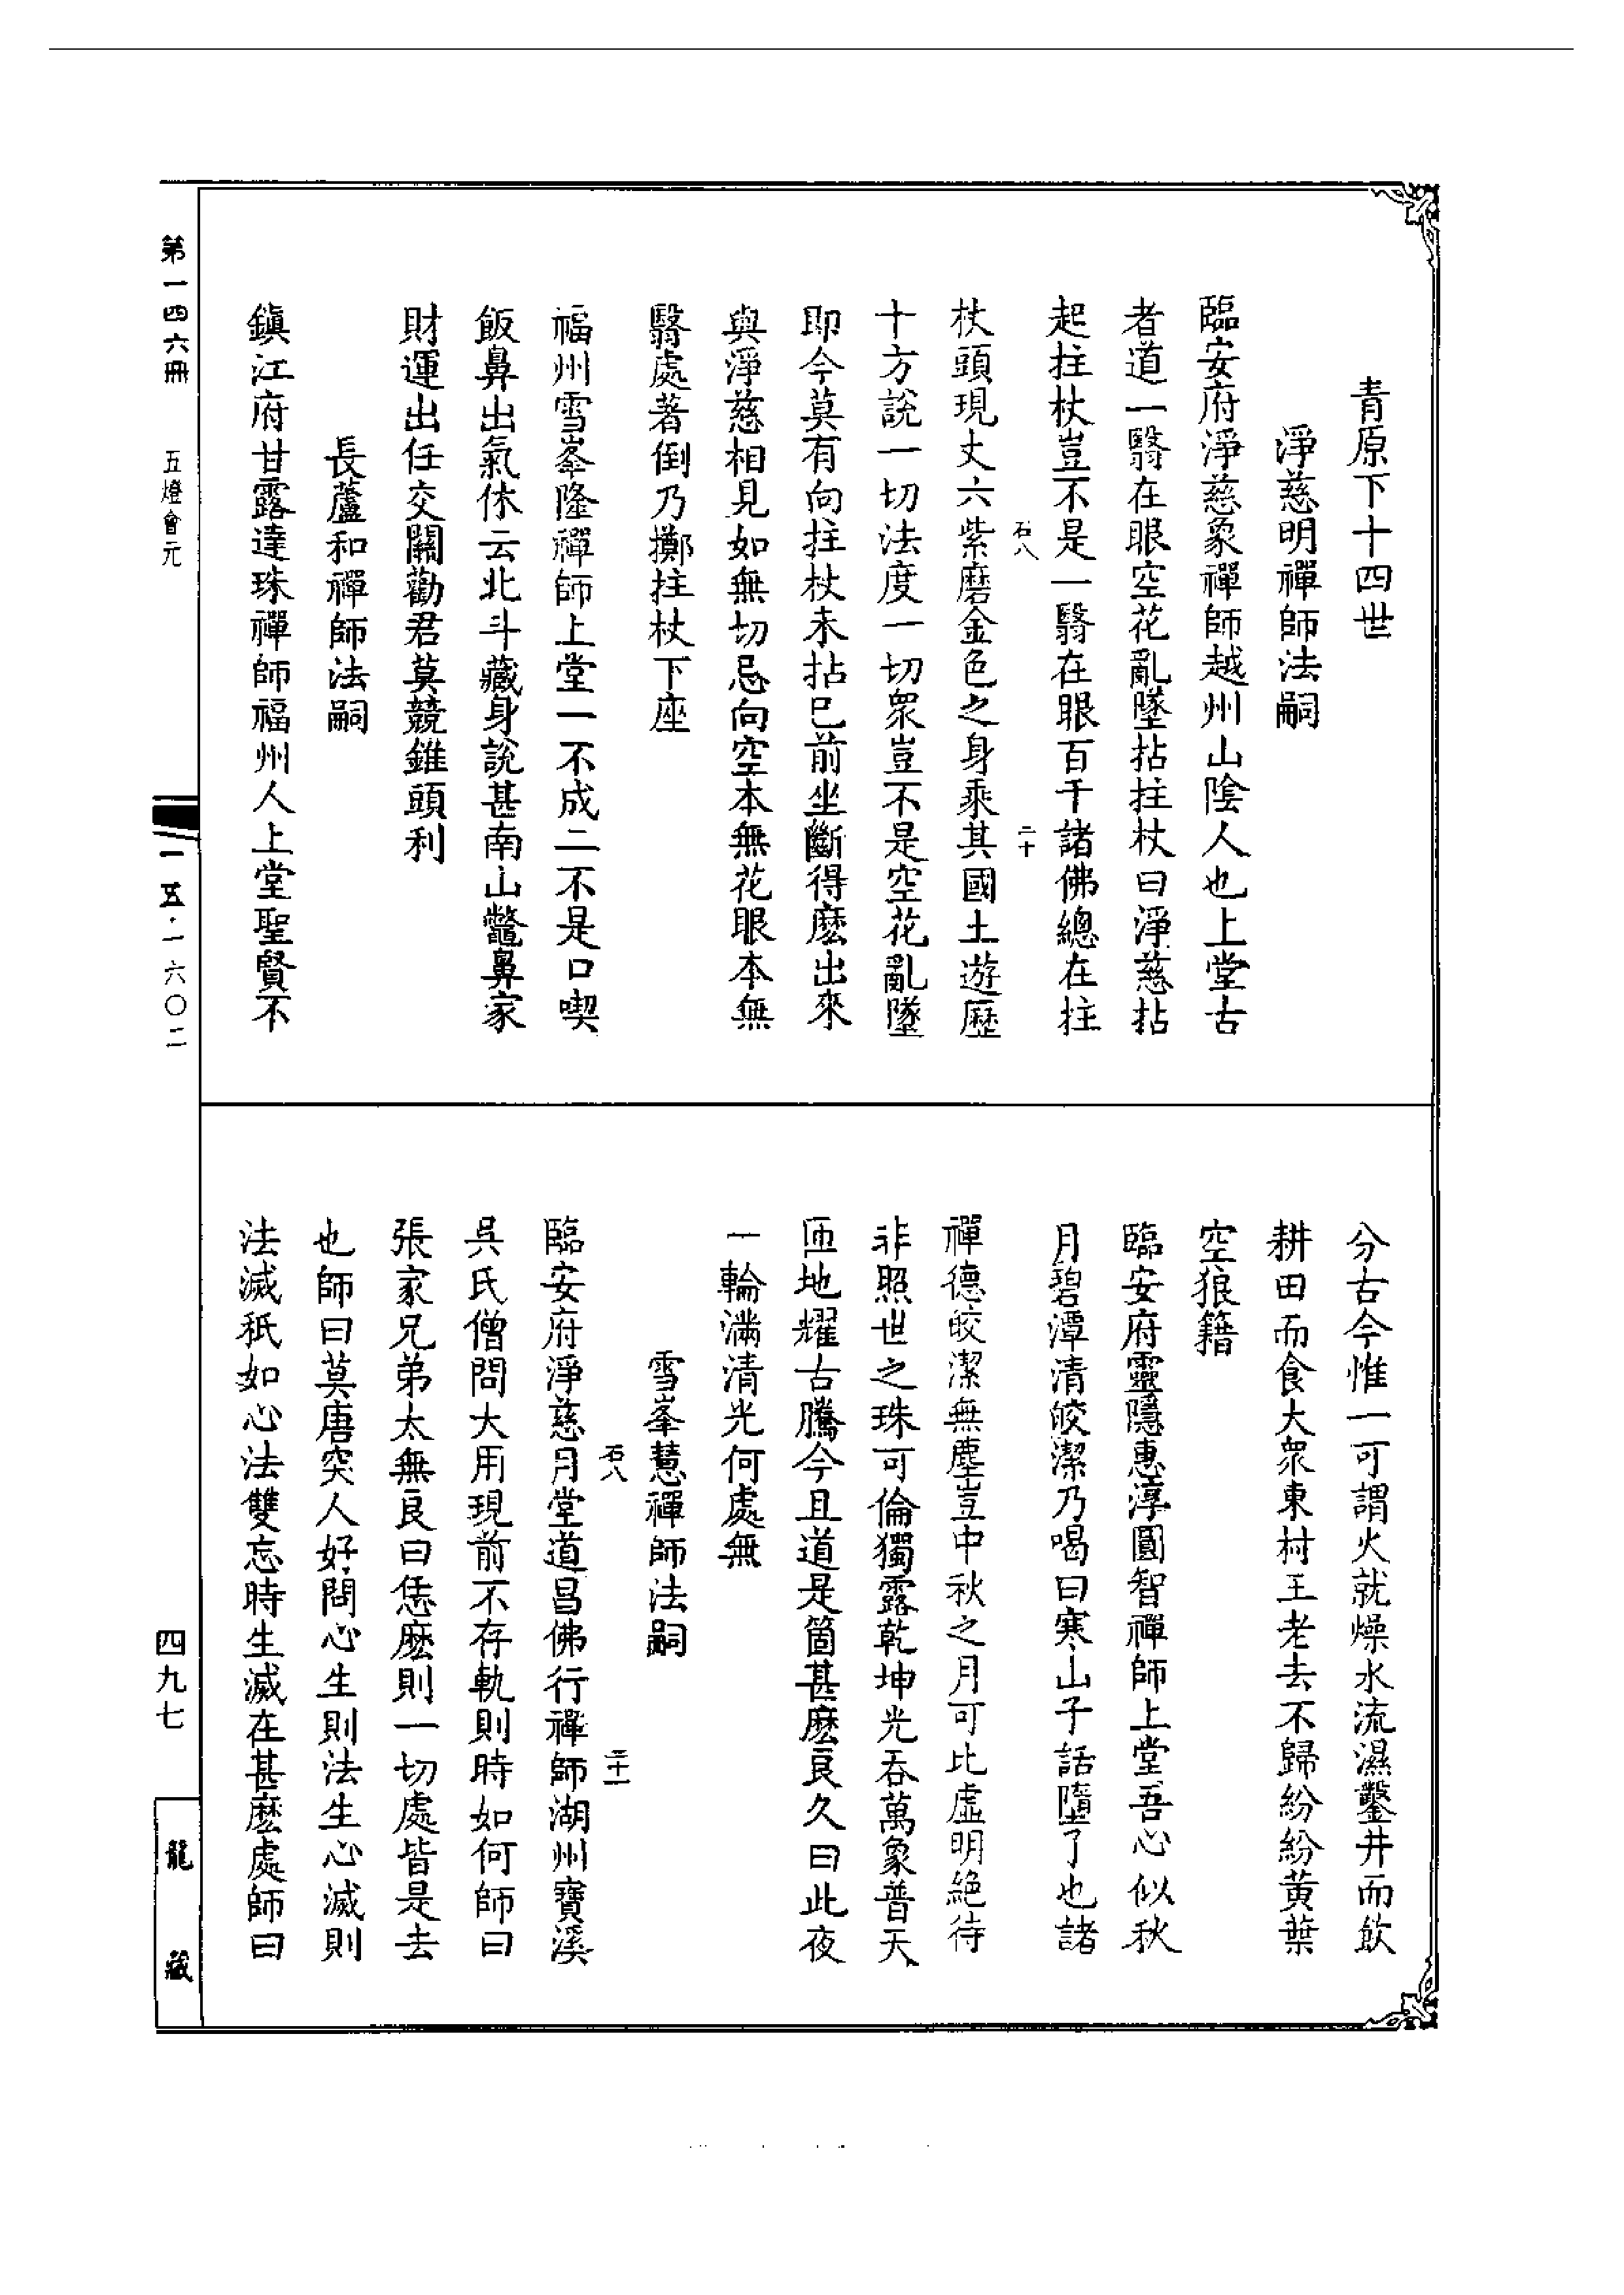 青原下十四世
淨慈明禪師法嗣
臨安府淨慈象禪師越州山陰人也上堂古
者道一翳在眼空花亂墜拈拄杖曰淨慈拈
起拄杖豈不是一翳在眼百千諸佛總在拄
石八 二十
杖頭現丈六紫磨金色之身乘其國土遊歷
十方說一切法度一切眾豈不是空花亂墜
即今莫有向拄杖未拈已前坐斷得麼出來
與淨慈相見如無切忌向空本無花眼本無
翳處著倒乃擲拄杖下座
福州雪峯隆禪師上堂一不成二不是口喫
飯鼻出氣休云北斗藏身說甚南山鼈鼻家
財運出任交關勸君莫競錐頭利
長蘆和禪師法嗣
鎮江府甘露達珠禪師福州人上堂聖賢不
分古今惟一可謂火就燥水流濕鑿井而飲
耕田而食大眾東村王老去不歸紛紛黃葉
空狼籍
臨安府靈隱惠淳圓智禪師上堂吾心似秋
月碧潭清皎潔乃喝曰寒山子話墮了也諸
禪德皎潔無塵豈中秋之月可比虛明絕待
非照世之珠可倫獨露乾坤光吞萬象普天
匝地耀古騰今且道是箇甚麼良久曰此夜
一輪滿清光何處無
雪峯慧禪師法嗣
石八 二十一
臨安府淨慈月堂道昌佛行禪師湖州寶溪
吳氏僧問大用現前不存軌則時如何師曰
張家兄弟太無良曰恁麼則一切處皆是去
也師曰莫唐突人好問心生則法生心滅則
法滅秖如心法雙忘時生滅在甚麼處師曰
第一四六冊 五燈會元
一五·一六〇二
四九七
龍藏